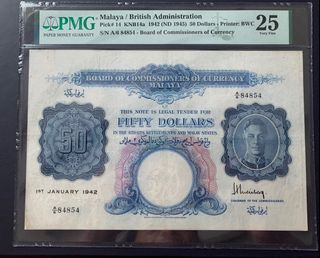 PMG
PAPER MONEY GUARANTY
Malaya / British Administration
Pick# 14 KNB14a 1942 (ND 1945) 50 Dollars - Printer: BWC
S/N A/6 84854 - Board of Commissioners of Currency
25
Very Fine
BOARD OF COMMISSIONERS OF CURRENCY
MALAYA
A/6 84854
THIS NOTE IS LEGAL TENDER FOR
FIFTY DOLLARS
IN THE STRAITS SETTLEMENTS AND MALAY STATES
50
1ST JANUARY 1942
A/6 84854
CHAIRMAN OF THE COMMISSIONERS